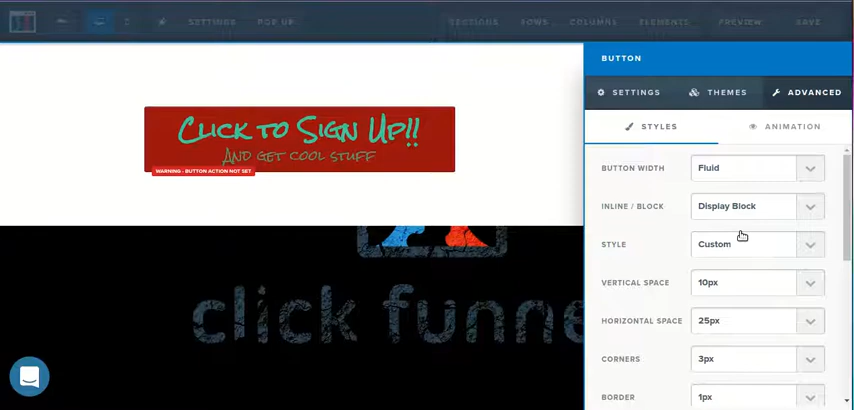 SETTINGS POP UP SECTIONS ROWS COLUMNS ELEMENTS PREVIEW SAVE
BUTTON
SETTINGS THEMES ADVANCED
STYLES ANIMATION
Click to Sign Up!!
And get cool stuff
WARNING - BUTTON ACTION NOT SET
click funne
BUTTON WIDTH Fluid
INLINE / BLOCK Display Block
STYLE Custom
VERTICAL SPACE 10px
HORIZONTAL SPACE 25px
CORNERS 3px
BORDER 1px